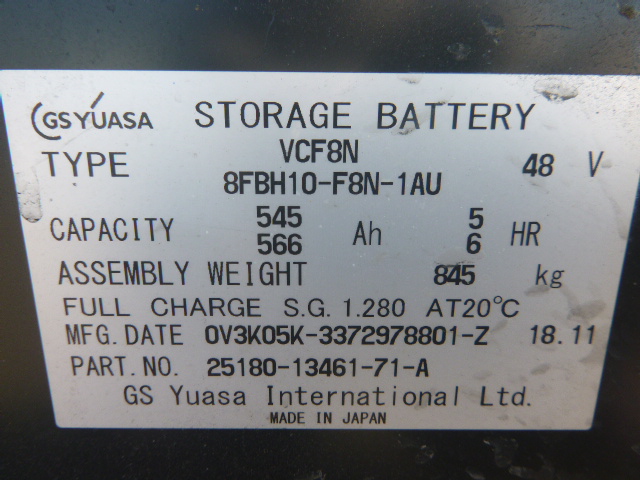 GS YUASA STORAGE BATTERY
TYPE VCF8N 48 V
8FBH10-F8N-1AU
CAPACITY 545 Ah 5 HR
566 6
ASSEMBLY WEIGHT 845 kg
FULL CHARGE S.G. 1.280 AT20℃
MFG. DATE 0V3K05K-3372978801-Z 18.11
PART. NO. 25180-13461-71-A
GS Yuasa International Ltd.
MADE IN JAPAN